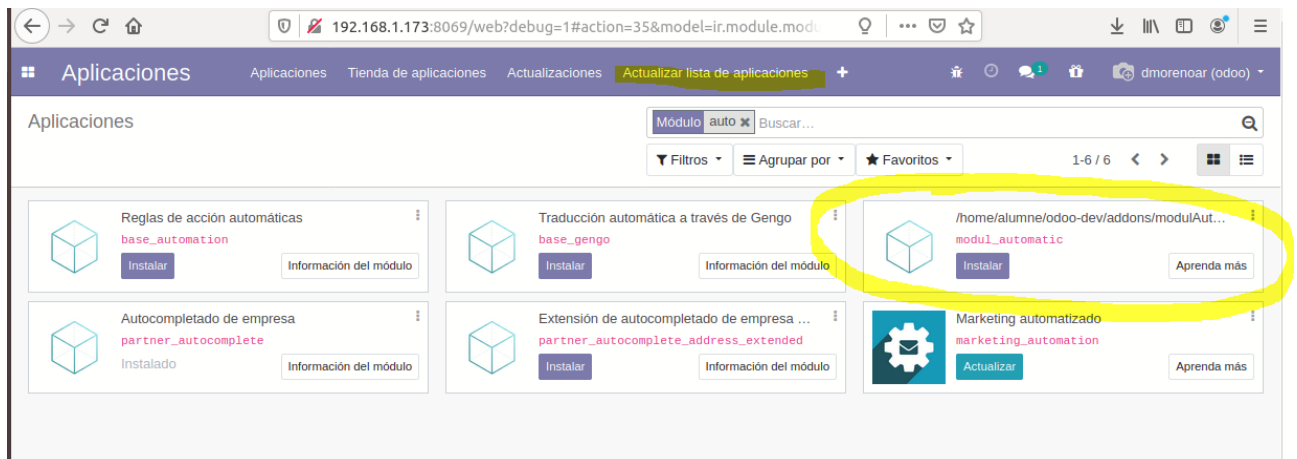 192.168.1.173:8069/web?debug=1#action=35&model=ir.module.modu
Aplicaciones Aplicaciones Tienda de aplicaciones Actualizaciones Actualizar lista de aplicaciones + 1 dmorenoar (odoo)
Aplicaciones Módulo auto × Buscar...
Filtros Agrupar por Favoritos 1-6 / 6
Reglas de acción automáticas
base_automation
Instalar Información del módulo
Traducción automática a través de Gengo
base_gengo
Instalar Información del módulo
/home/alumne/odoo-dev/addons/modulAut...
modul_automatic
Instalar Aprenda más
Autocompletado de empresa
partner_autocomplete
Instalado Información del módulo
Extensión de autocompletado de empresa ...
partner_autocomplete_address_extended
Instalar Información del módulo
Marketing automatizado
marketing_automation
Actualizar Aprenda más